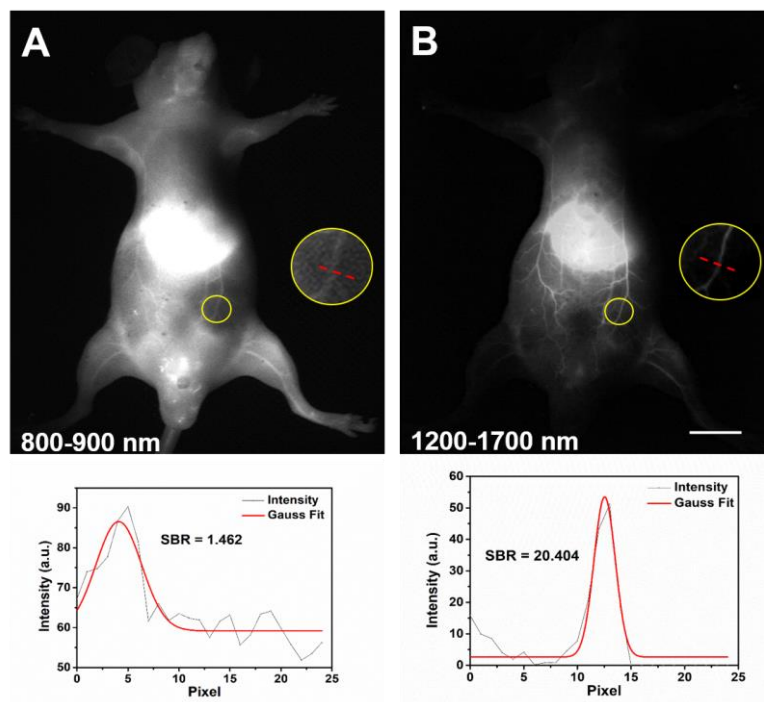 A
B
800-900 nm
1200-1700 nm
Intensity (a.u.)
90
80
70
60
50
Intensity
Gauss Fit
SBR = 1.462
0
5
10
15
20
25
Pixel
Intensity (a.u.)
60
50
40
30
20
10
0
Intensity
Gauss Fit
SBR = 20.404
0
5
10
15
20
25
Pixel